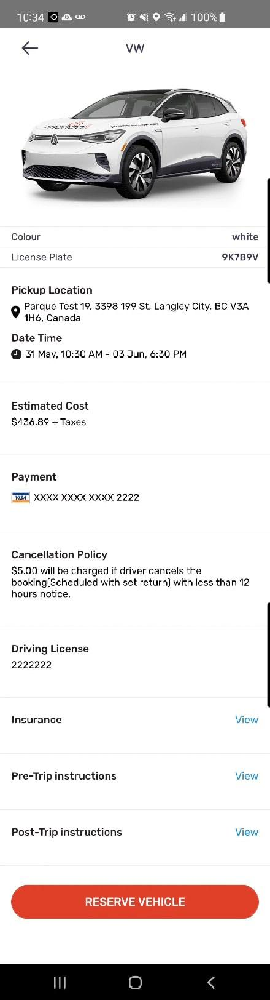 10:34
100%
VW
Colour white
License Plate 9K7B9V
Pickup Location
Parque Test 19, 3398 199 St, Langley City, BC V3A
1H6, Canada
Date Time
31 May, 10:30 AM - 03 Jun, 6:30 PM
Estimated Cost
$436.89 + Taxes
Payment
VISA XXXX XXXX XXXX 2222
Cancellation Policy
$5.00 will be charged if driver cancels the
booking(Scheduled with set return) with less than 12
hours notice.
Driving License
2222222
Insurance View
Pre-Trip instructions View
Post-Trip instructions View
RESERVE VEHICLE